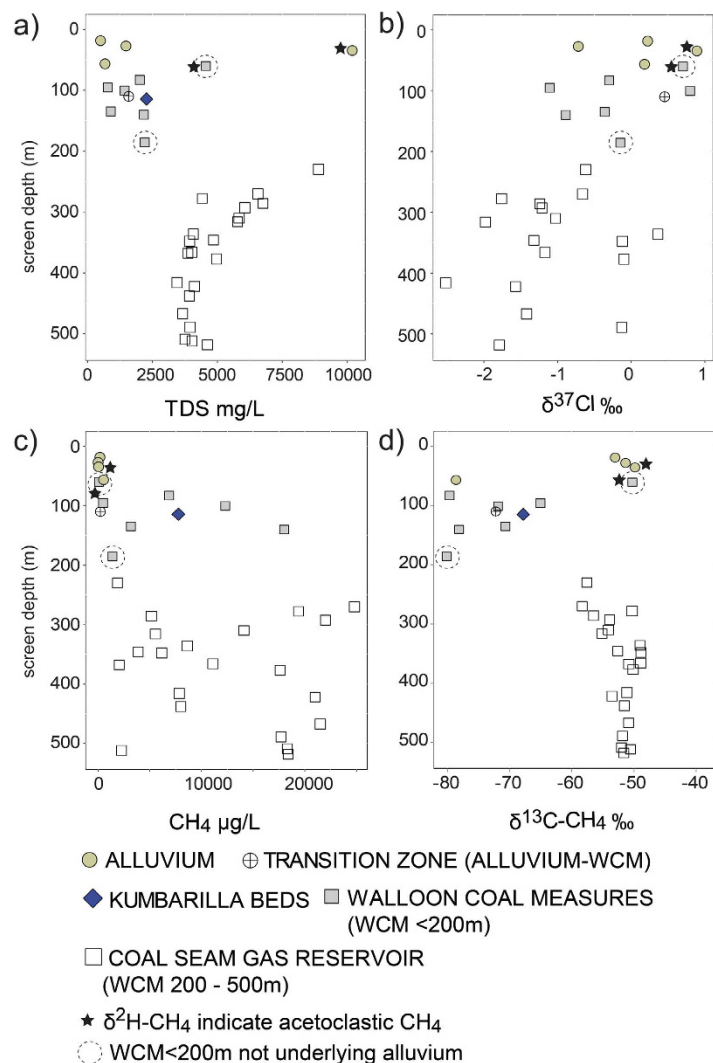 a)
b)
0
100
200
300
400
500
screen depth (m)
0
2500
5000
7500
10000
TDS mg/L
0
100
200
300
400
500
-2
-1
0
1
δ37Cl ‰
c)
d)
0
100
200
300
400
500
screen depth (m)
0
10000
20000
CH4 µg/L
0
100
200
300
400
500
-80
-70
-60
-50
-40
δ13C-CH4 ‰
ALLUVIUM TRANSITION ZONE (ALLUVIUM-WCM)
KUMBARILLA BEDS WALLOON COAL MEASURES
(WCM <200m)
COAL SEAM GAS RESERVOIR
(WCM 200 - 500m)
δ2H-CH4 indicate acetoclastic CH4
WCM<200m not underlying alluvium